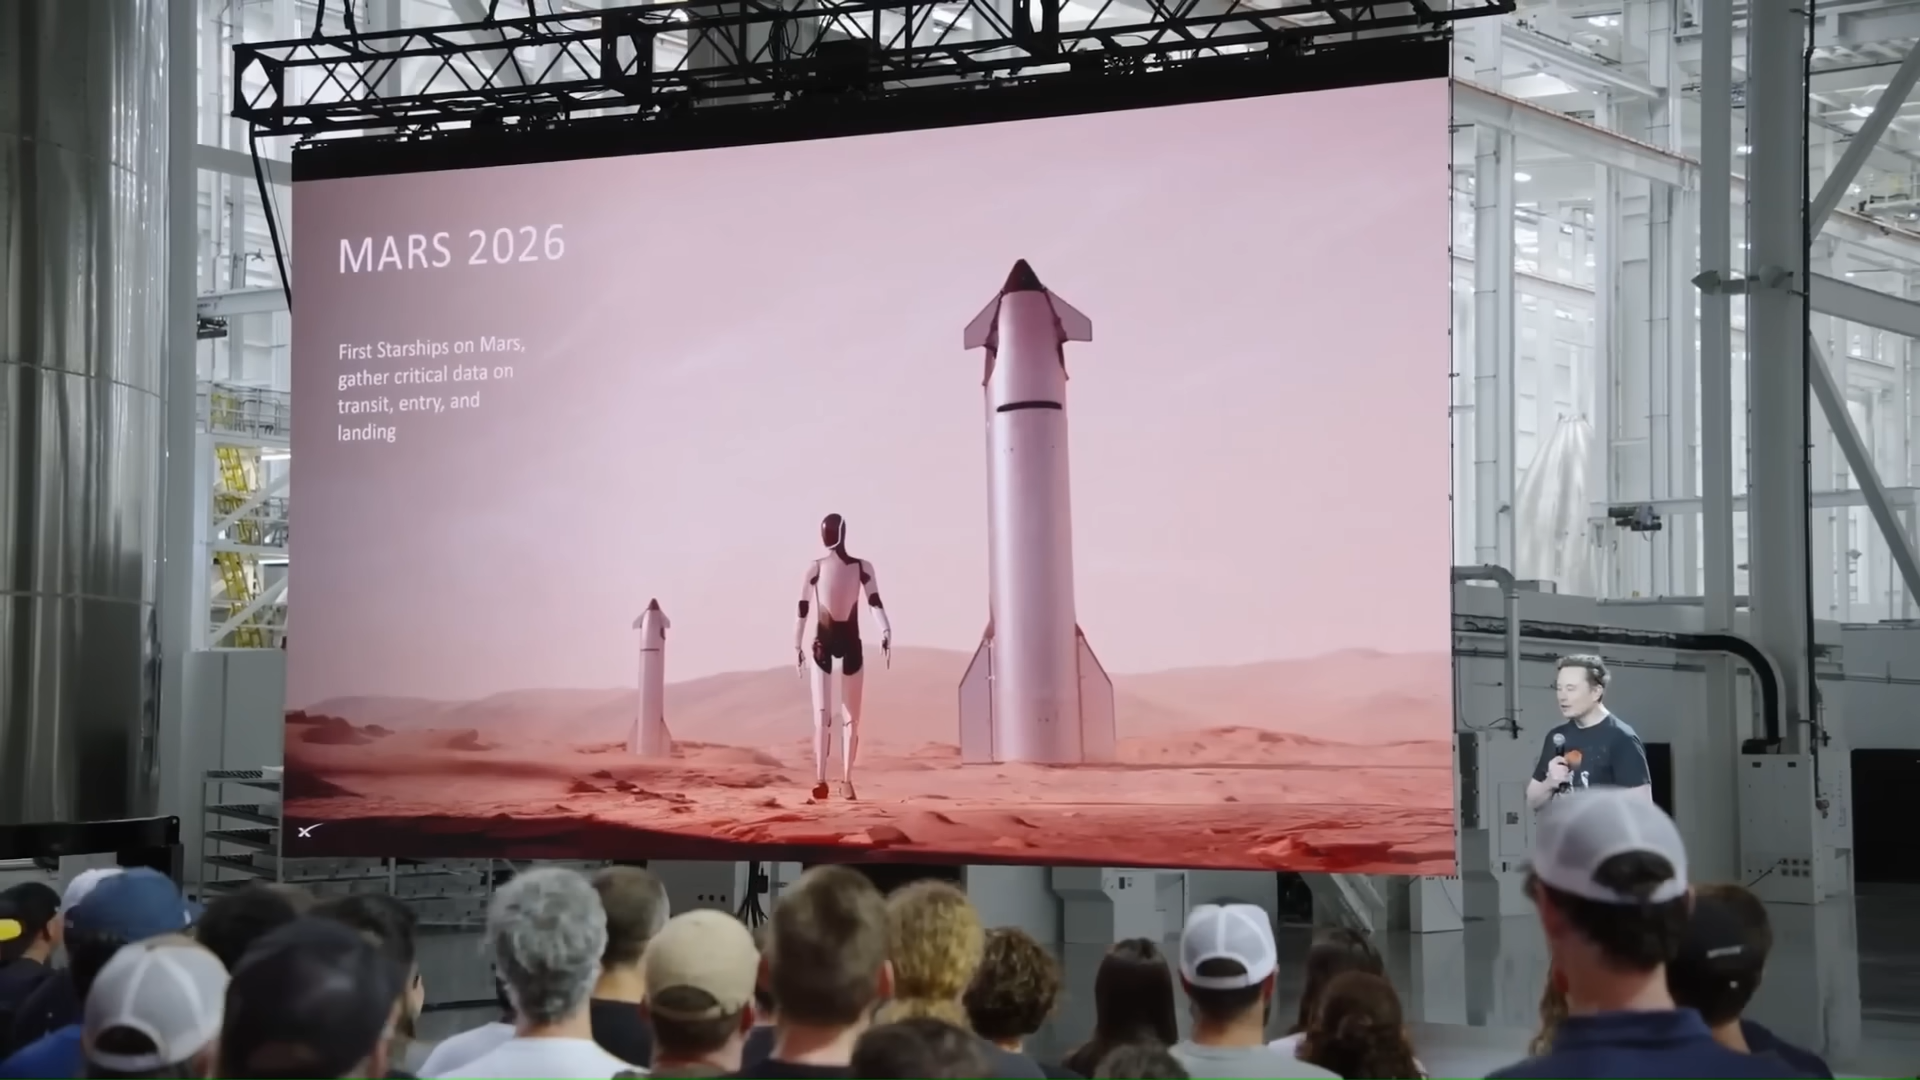 MARS 2026
First Starships on Mars,
gather critical data on
transit, entry, and
landing